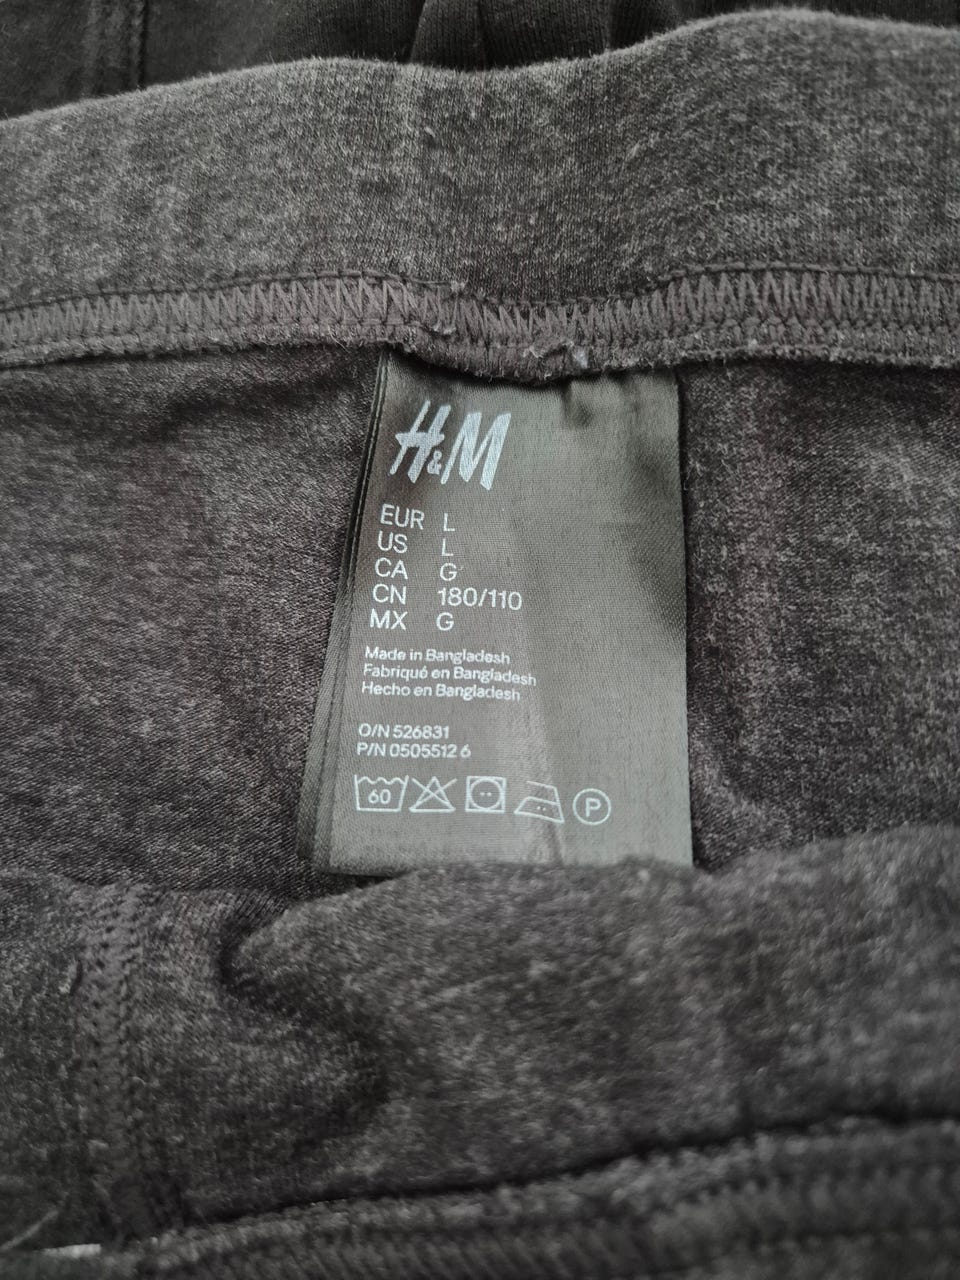 H&M
EUR L
US L
CA G
CN 180/110
MX G
Made in Bangladesh
Fabriqué en Bangladesh
Hecho en Bangladesh
O/N 526831
P/N 0505512 6
60 P